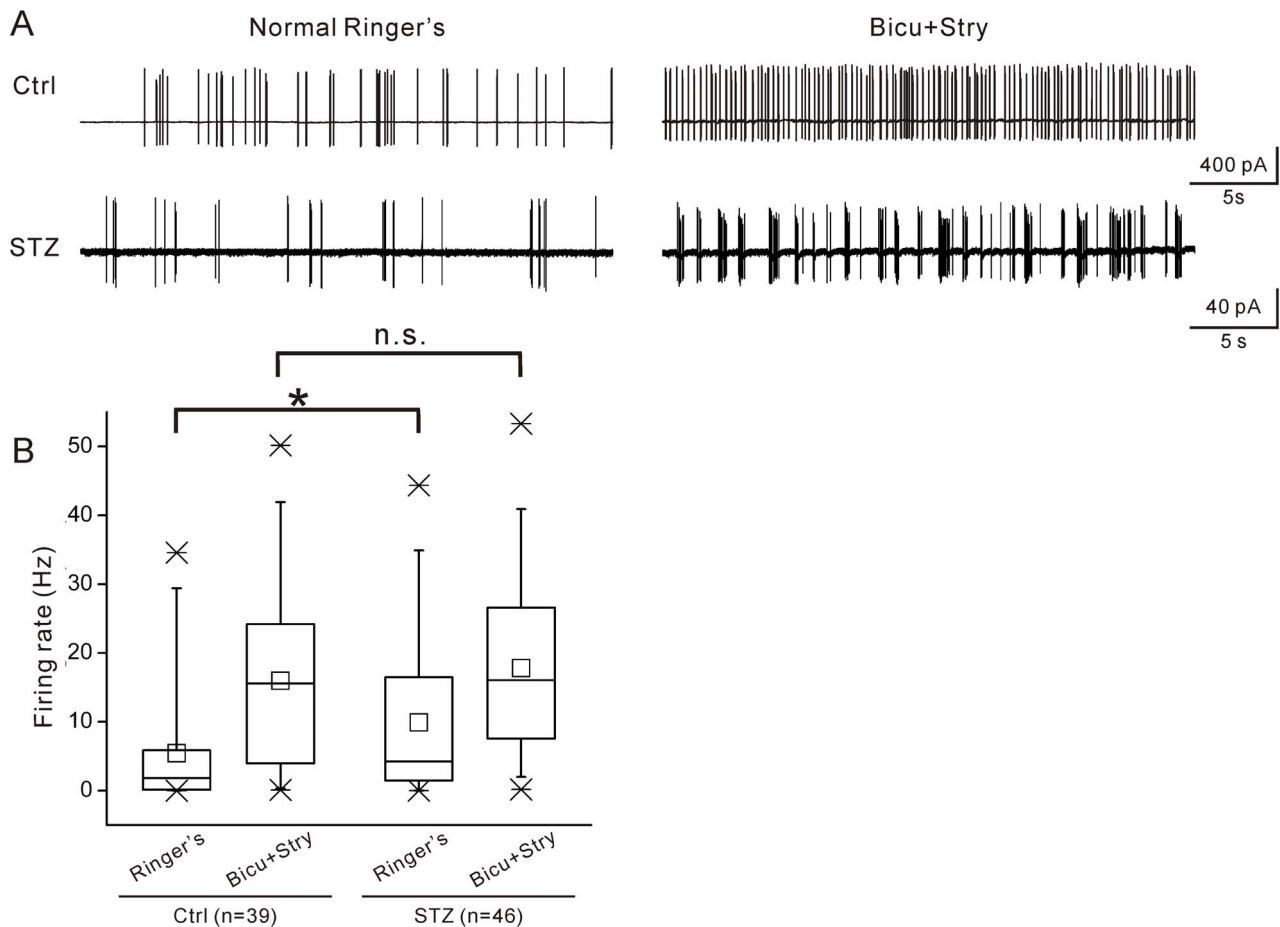 A
Normal Ringer's
Bicu+Stry
Ctrl
400 pA
5s
STZ
40 pA
5 s
n.s.
*
B
50
40
30
20
10
0
Firing rate (Hz)
Ringer's
Bicu+Stry
Ringer's
Bicu+Stry
Ctrl (n=39)
STZ (n=46)